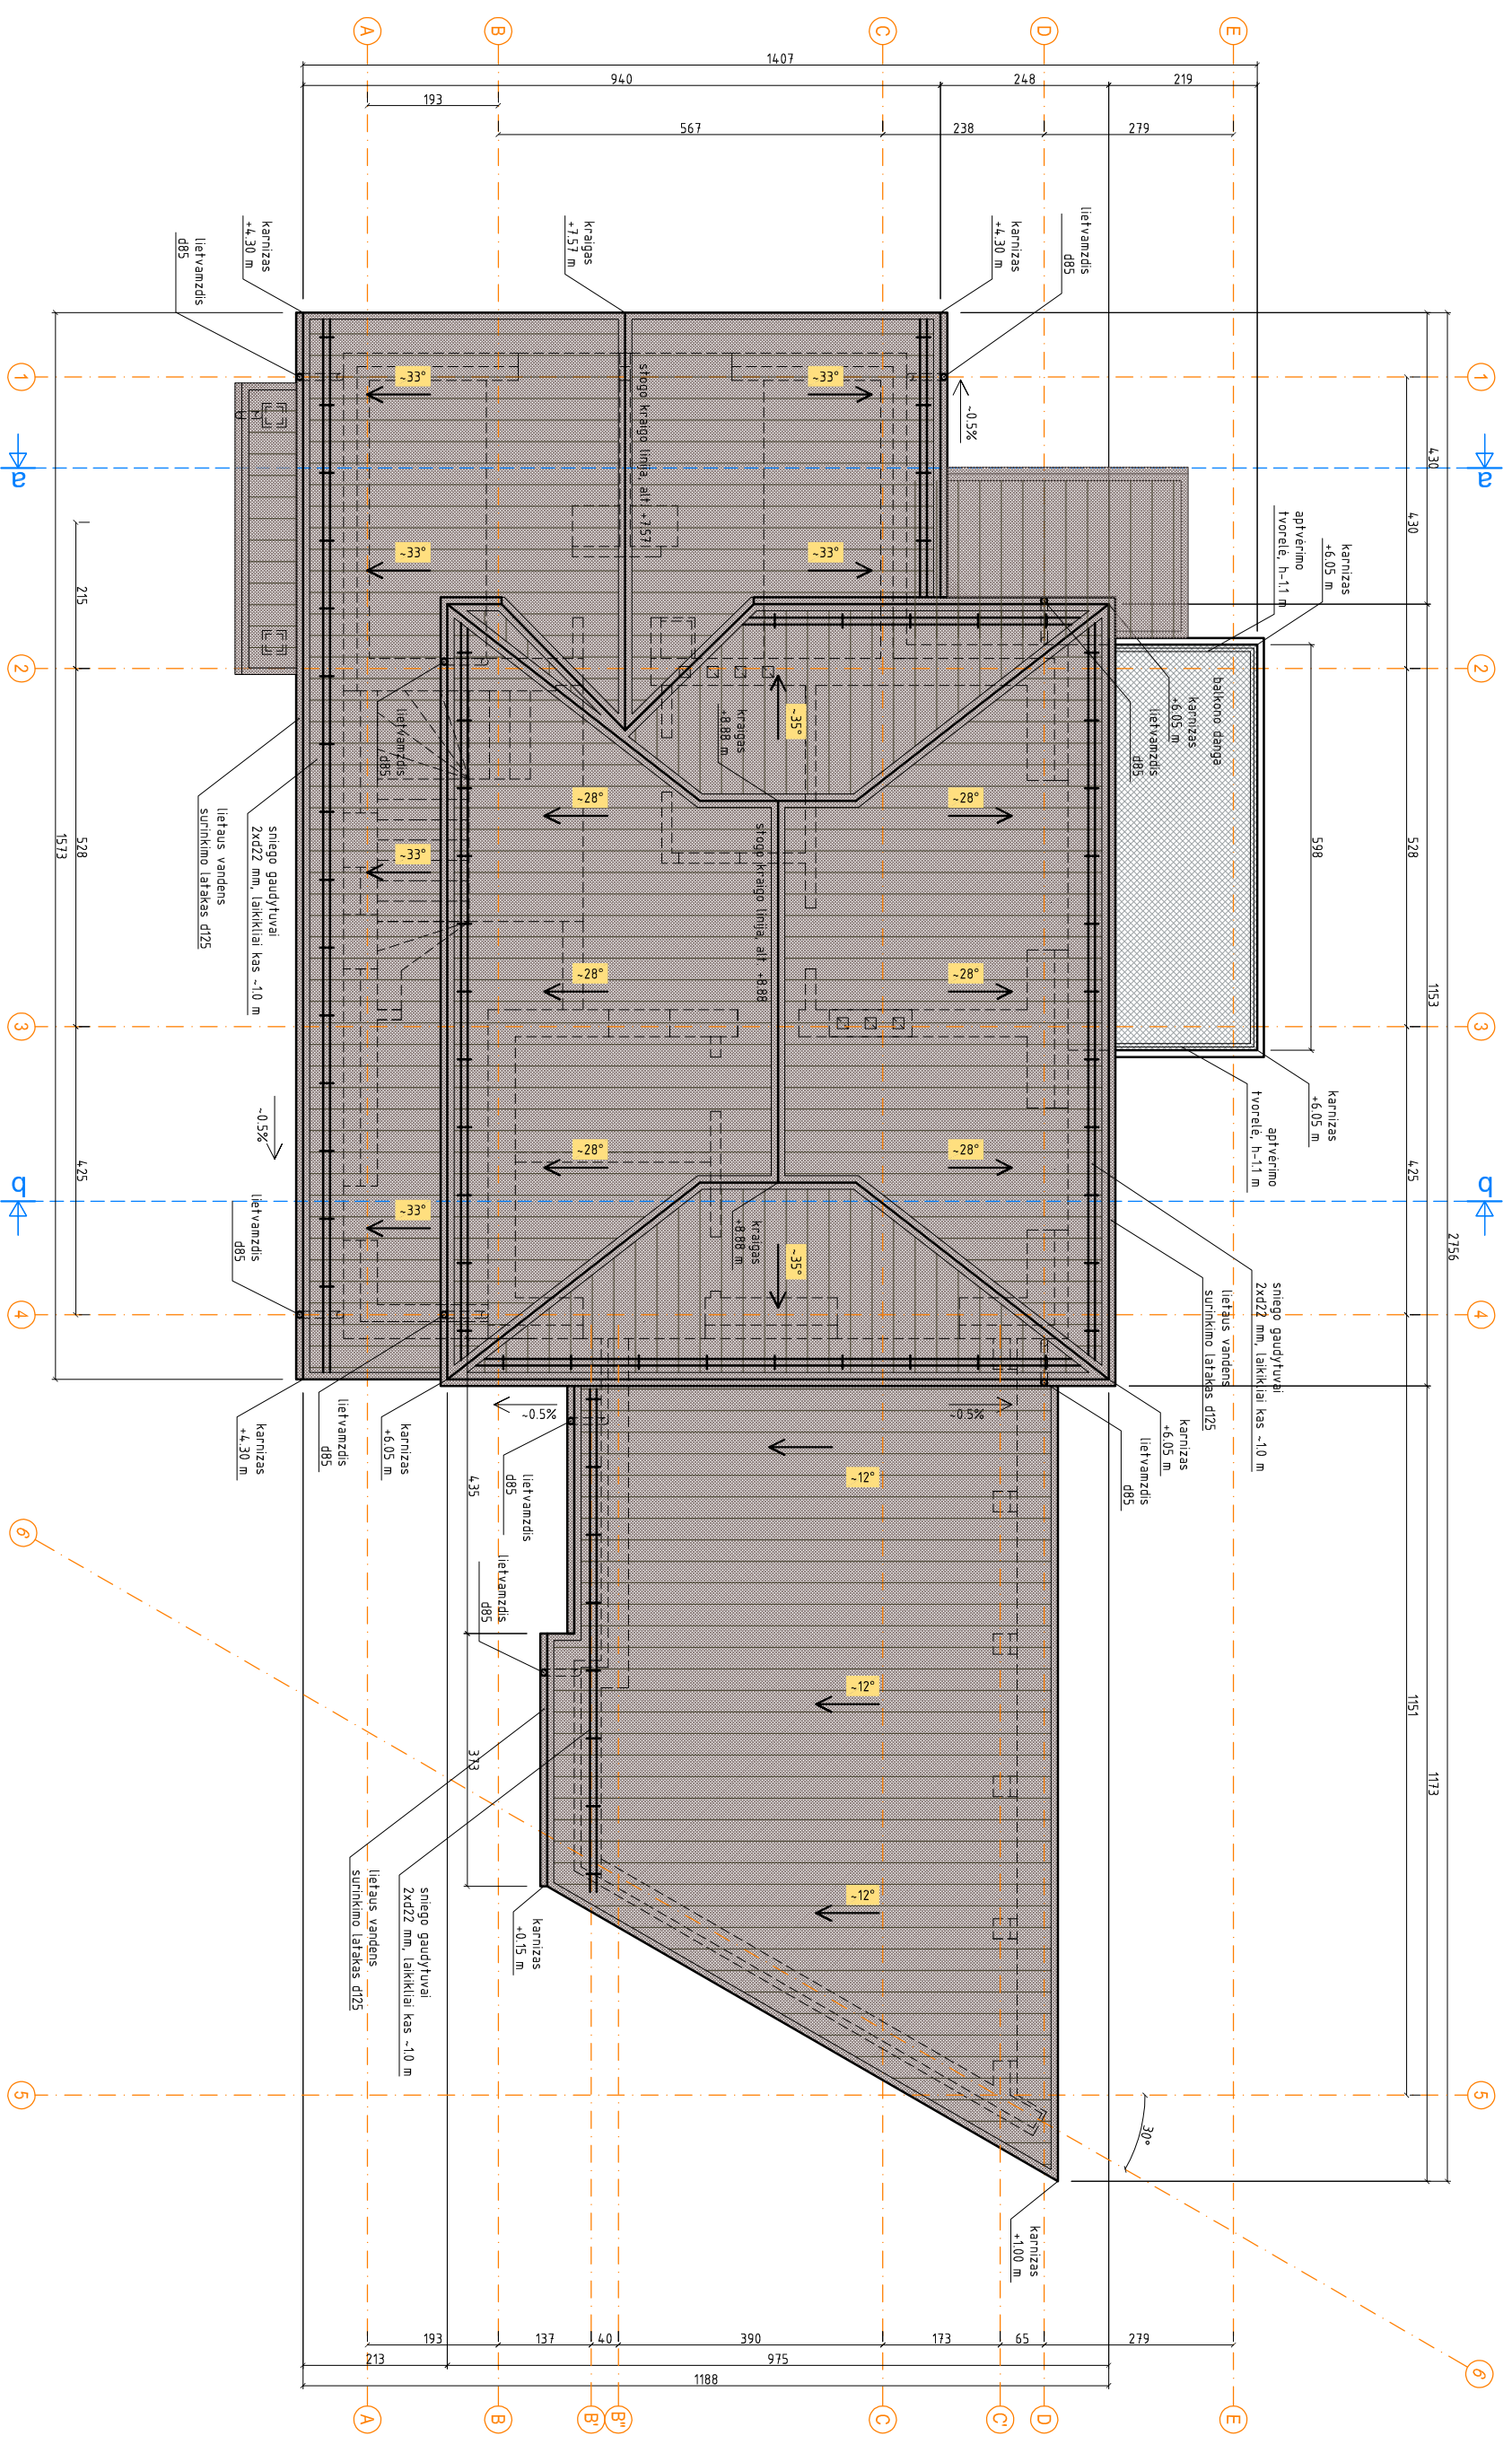 A
B
C
D
E
1407
940
248
219
193
567
238
279
lietvamzdis
d85
karnizas
+4.30 m
kraigas
+7.57 m
karnizas
+4.30 m
lietvamzdis
d85
1
1
~33°
~33°
~0.5%
stogo kraigo linija, alt +7.57
a
a
430
430
aptvėrimo
tvorelė, h-1.1 m
karnizas
+6.05 m
~33°
~33°
215
2
2
balkono danga
karnizas
+6.05 m
lietvamzdis
d85
~35°
kraigas
+8.88 m
lietvamzdis
d85
~28°
~28°
~33°
stogo kraigo linija, alt +8.88
lietaus vandens
surinkimo latakas d125
sniego gaudytuvai
2xd22 mm, laikikliai kas ~1.0 m
598
528
1573
528
1153
~28°
~28°
3
3
karnizas
+6.05 m
aptvėrimo
tvorelė, h-1.1 m
~0.5%
~28°
~28°
425
425
b
b
~33°
kraigas
+8.88 m
~35°
lietvamzdis
d85
2756
4
4
sniego gaudytuvai
2xd22 mm, laikikliai kas ~1.0 m
lietaus vandens
surinkimo latakas d125
karnizas
+4.30 m
lietvamzdis
d85
karnizas
+6.05 m
~0.5%
~0.5%
karnizas
+6.05 m
lietvamzdis
d85
~12°
435
lietvamzdis
d85
lietvamzdis
d85
6
~12°
1151
373
1173
~12°
lietaus vandens
surinkimo latakas d125
sniego gaudytuvai
2xd22 mm, laikikliai kas ~1.0 m
karnizas
+0.15 m
5
5
30°
karnizas
+1.00 m
193
137
40
390
173
65
279
213
975
1188
6
A
B
B'
B"
C
C'
D
E